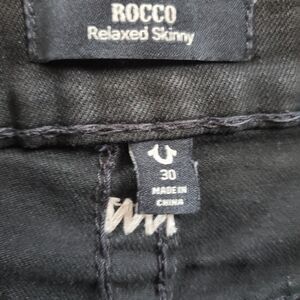 ROCCO
Relaxed Skinny
30
MADE IN
CHINA